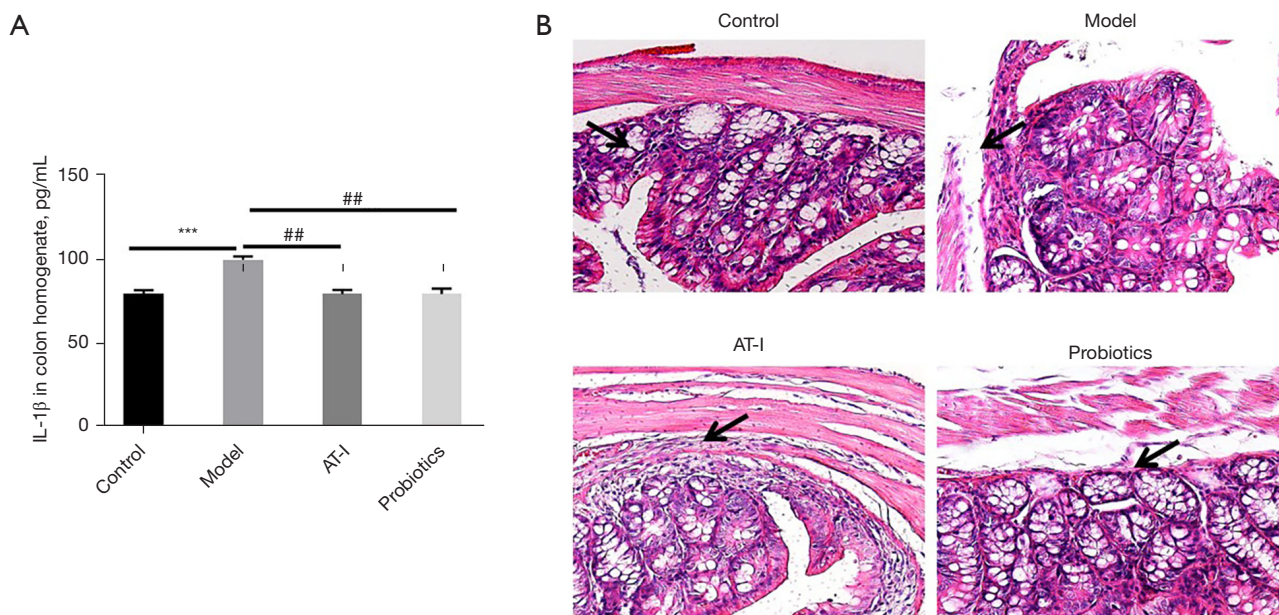 A
IL-1β in colon homogenate, pg/mL
150
100
50
0
***
##
##
Control
Model
AT-I
Probiotics
B
Control
Model
AT-I
Probiotics